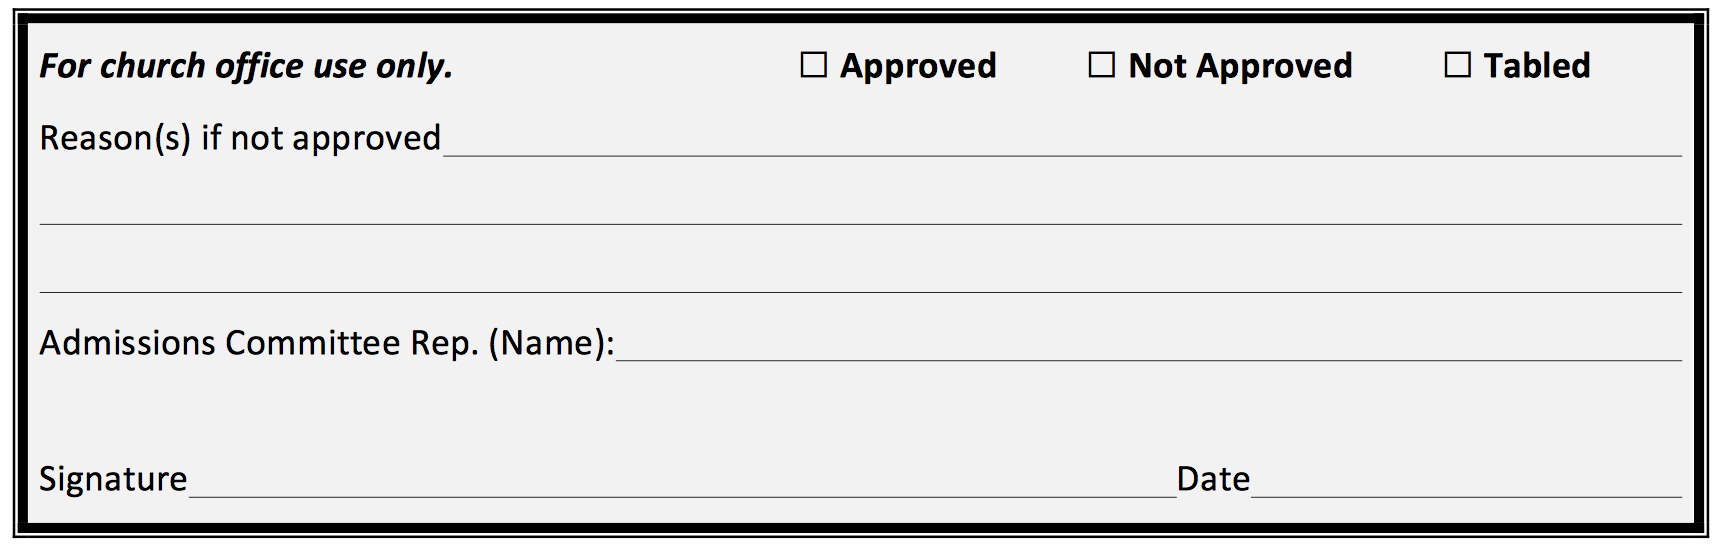 For church office use only. ☐ Approved ☐ Not Approved ☐ Tabled
Reason(s) if not approved
Admissions Committee Rep. (Name):
Signature Date